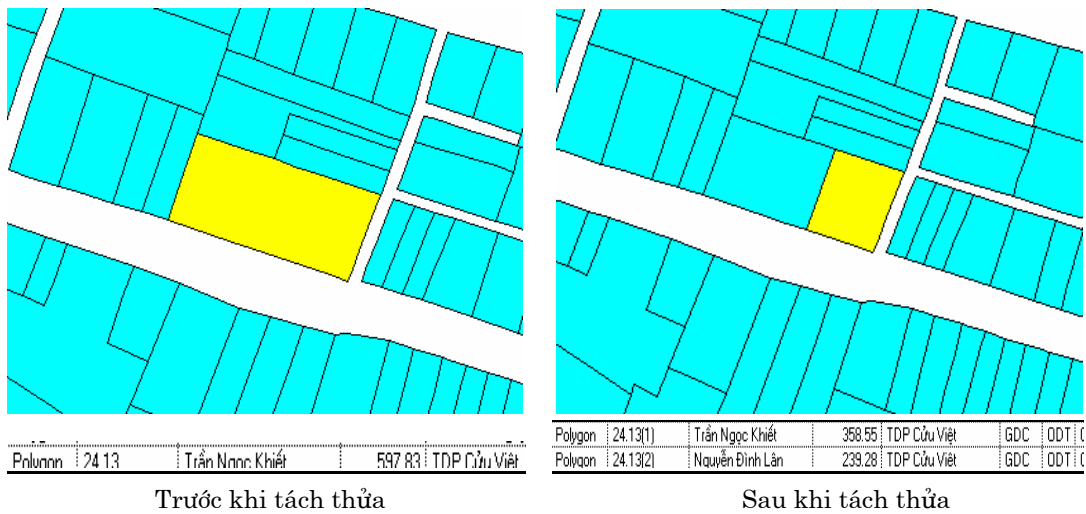 Polygon 24.13 Trần Ngọc Khiết 597.83 TDP Cửu Việt
Trước khi tách thửa
Polygon 24.13(1) Trần Ngọc Khiết 358.55 TDP Cửu Việt GDC ODT
Polygon 24.13(2) Nguyễn Đình Lân 239.28 TDP Cửu Việt GDC ODT
Sau khi tách thửa